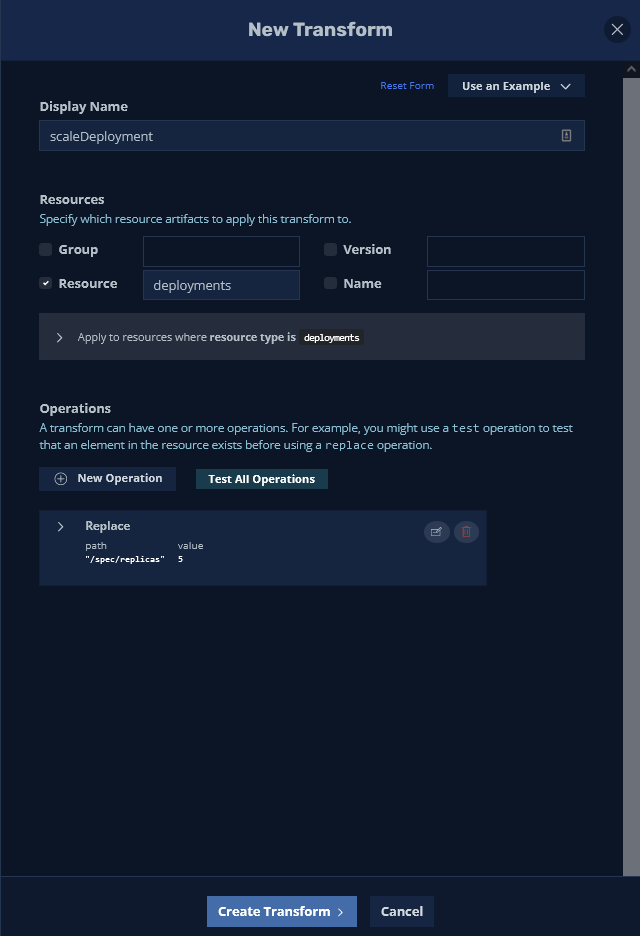 New Transform
Reset Form
Use an Example
Display Name
scaleDeployment
Resources
Specify which resource artifacts to apply this transform to.
Group
Version
Resource
deployments
Name
Apply to resources where resource type is deployments
Operations
A transform can have one or more operations. For example, you might use a test operation to test
that an element in the resource exists before using a replace operation.
New Operation
Test All Operations
Replace
path value
"/spec/replicas" 5
Create Transform
Cancel